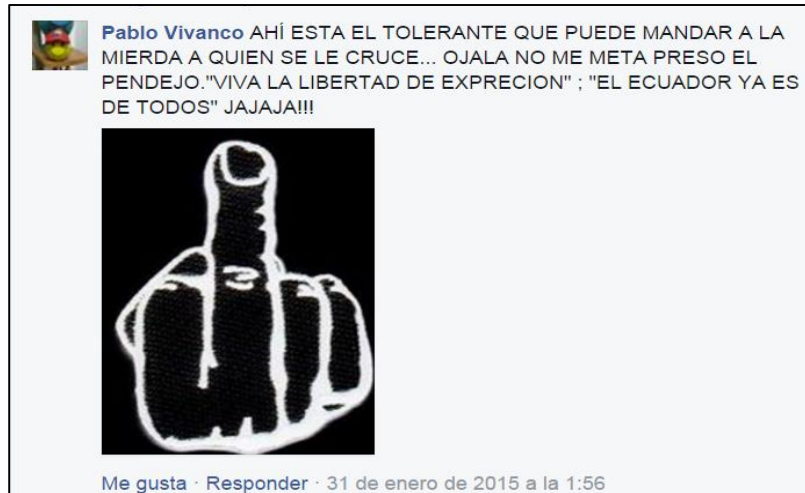 Pablo Vivanco AHÍ ESTA EL TOLERANTE QUE PUEDE MANDAR A LA
MIERDA A QUIEN SE LE CRUCE... OJALA NO ME META PRESO EL
PENDEJO."VIVA LA LIBERTAD DE EXPRECION" ; "EL ECUADOR YA ES
DE TODOS" JAJAJA!!!
Me gusta · Responder · 31 de enero de 2015 a la 1:56